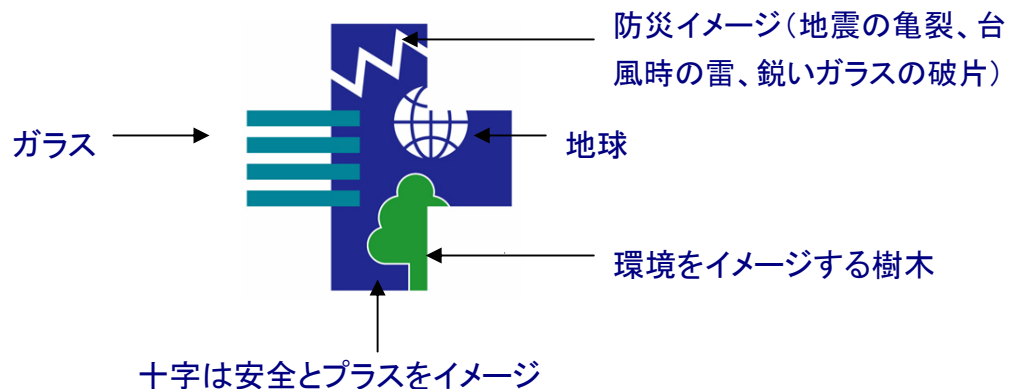 防災イメージ(地震の亀裂、台
風時の雷、鋭いガラスの破片)
ガラス
地球
環境をイメージする樹木
十字は安全とプラスをイメージ